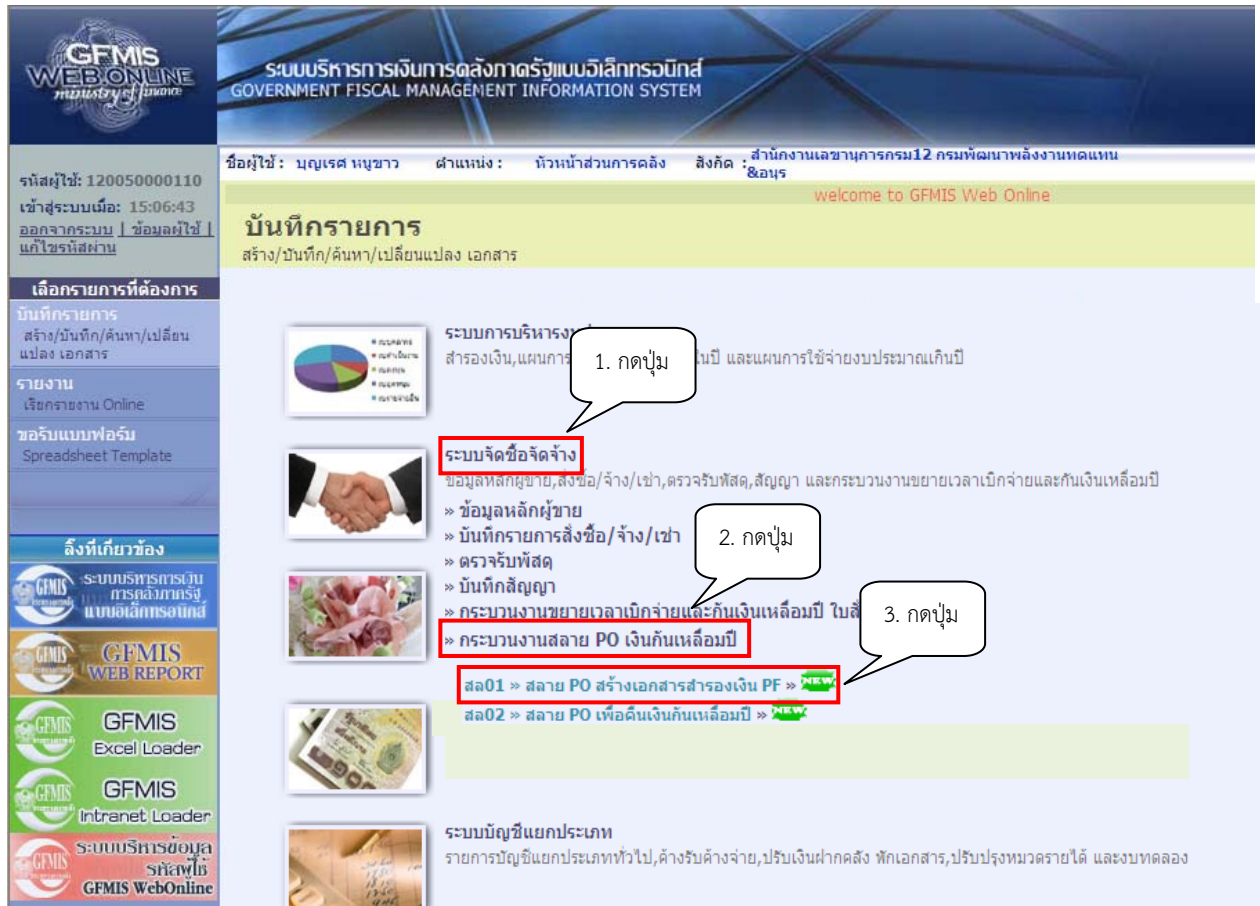 GFMIS
WEB ONLINE
ministry of finance
ระบบบริหารการเงินการคลังภาครัฐแบบอิเล็กทรอนิกส์
GOVERNMENT FISCAL MANAGEMENT INFORMATION SYSTEM
ชื่อผู้ใช้ : บุญเรศ หนูขาว ตำแหน่ง : หัวหน้าส่วนการคลัง สังกัด : สำนักงานเลขานุการกรม12 กรมพัฒนาพลังงานทดแทน
&อนุร
รหัสผู้ใช้: 120050000110
เข้าสู่ระบบเมื่อ: 15:06:43
ออกจากระบบ | ข้อมูลผู้ใช้ |
แก้ไขรหัสผ่าน
welcome to GFMIS Web Online
บันทึกรายการ
สร้าง/บันทึก/ค้นหา/เปลี่ยนแปลง เอกสาร
เลือกรายการที่ต้องการ
บันทึกรายการ
สร้าง/บันทึก/ค้นหา/เปลี่ยน
แปลง เอกสาร
รายงาน
เรียกรายงาน Online
ขอรับแบบฟอร์ม
Spreadsheet Template
ลิ้งที่เกี่ยวข้อง
GFMIS ระบบบริหารการเงิน
การคลังภาครัฐ
แบบอิเล็กทรอนิกส์
GFMIS GFMIS
WEB REPORT
GFMIS GFMIS
Excel Loader
GFMIS GFMIS
Intranet Loader
GFMIS ระบบบริหารข้อมูล
รหัสผู้ใช้
GFMIS WebOnline
ระบบการบริหาร
สำรองเงิน,แผนการ ในปี และแผนการใช้จ่ายงบประมาณเกินปี
1. กดปุ่ม
ระบบจัดซื้อจัดจ้าง
ข้อมูลหลักผู้ขาย,สั่งซื้อ/จ้าง/เช่า,ตรวจรับพัสดุ,สัญญา และกระบวนงานขยายเวลาเบิกจ่ายและกันเงินเหลื่อมปี
» ข้อมูลหลักผู้ขาย
» บันทึกรายการสั่งซื้อ/จ้าง/เช่า
2. กดปุ่ม
» ตรวจรับพัสดุ
» บันทึกสัญญา
» กระบวนงานขยายเวลาเบิกจ่ายและกันเงินเหลื่อมปี
3. กดปุ่ม
» กระบวนงานสลาย PO เงินกันเหลื่อมปี
สล01 » สลาย PO สร้างเอกสารสำรองเงิน PF » NEW
สล02 » สลาย PO เพื่อคืนเงินกันเหลื่อมปี » NEW
ระบบบัญชีแยกประเภท
รายการบัญชีแยกประเภททั่วไป,ค้างรับค้างจ่าย,ปรับเงินฝากคลัง พักเอกสาร,ปรับปรุงหมวดรายได้ และงบทดลอง